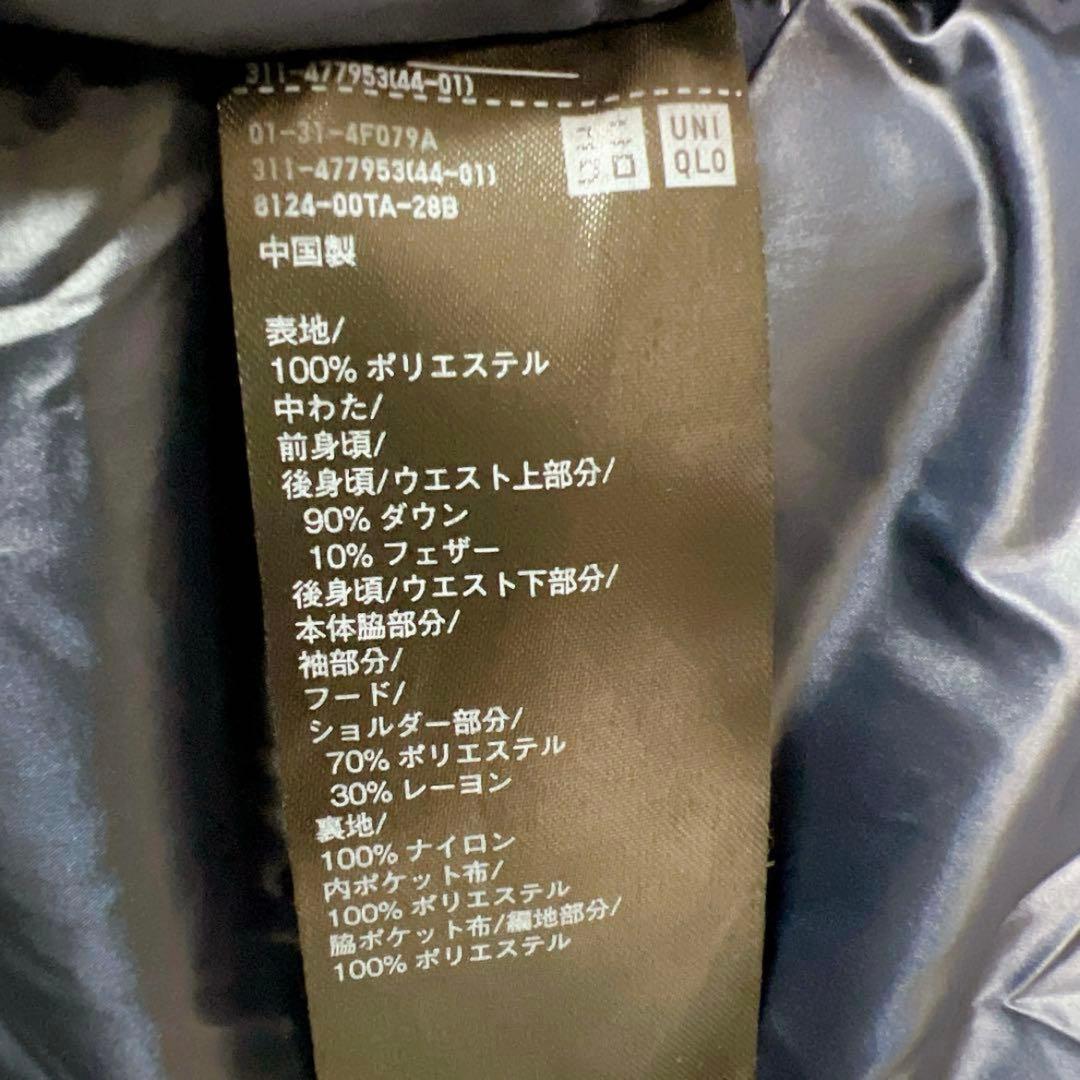 311-477953(44-01)
01-31-4F079A
311-477953(44-01)
8124-00TA-28B
ユニ
クロ
UNI
QLO
中国製
表地/
100% ポリエステル
中わた/
前身頃/
後身頃/ウエスト上部分/
90% ダウン
10% フェザー
後身頃/ウエスト下部分/
本体脇部分/
袖部分/
フード/
ショルダー部分/
70% ポリエステル
30% レーヨン
裏地/
100% ナイロン
内ポケット布/
100% ポリエステル
脇ポケット布/編地部分/
100% ポリエステル